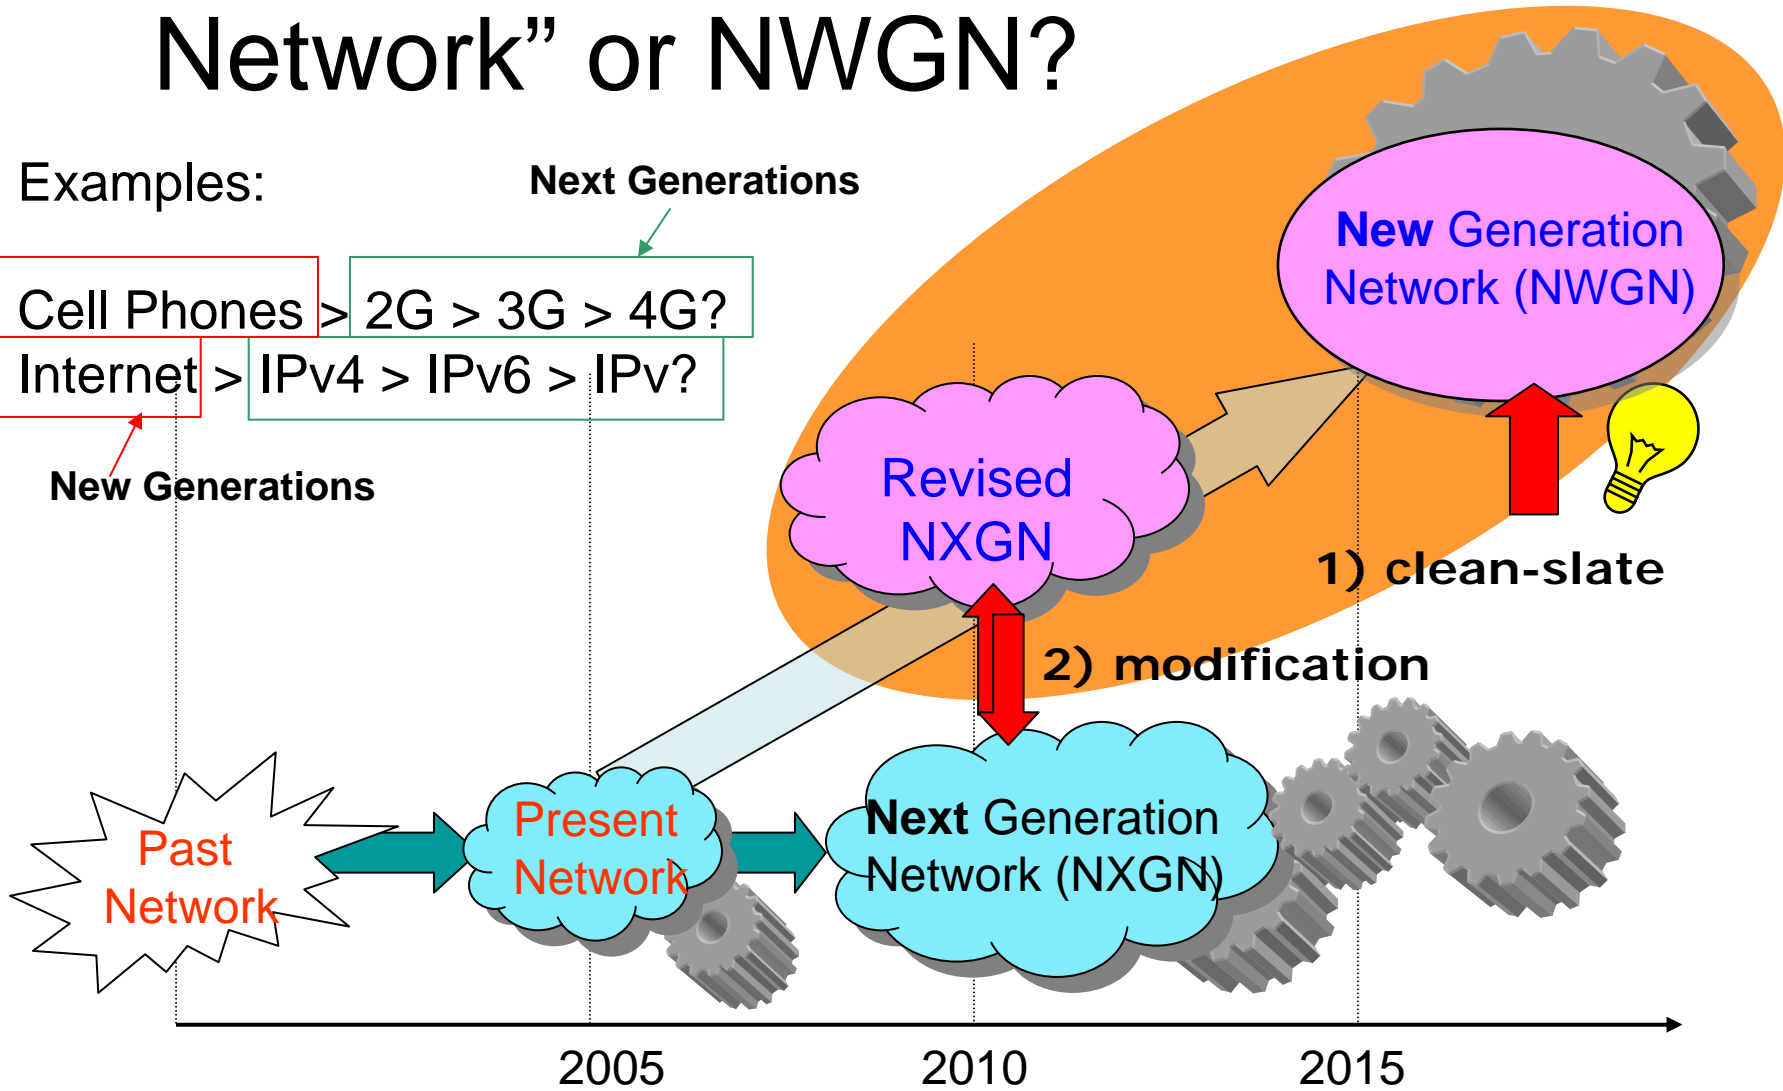 Network” or NWGN?
Examples:
Next Generations
Cell Phones > 2G > 3G > 4G?
Internet > IPv4 > IPv6 > IPv?
New Generations
New Generation
Network (NWGN)
Revised
NXGN
1) clean-slate
2) modification
Past
Network
Present
Network
Next Generation
Network (NXGN)
2005
2010
2015